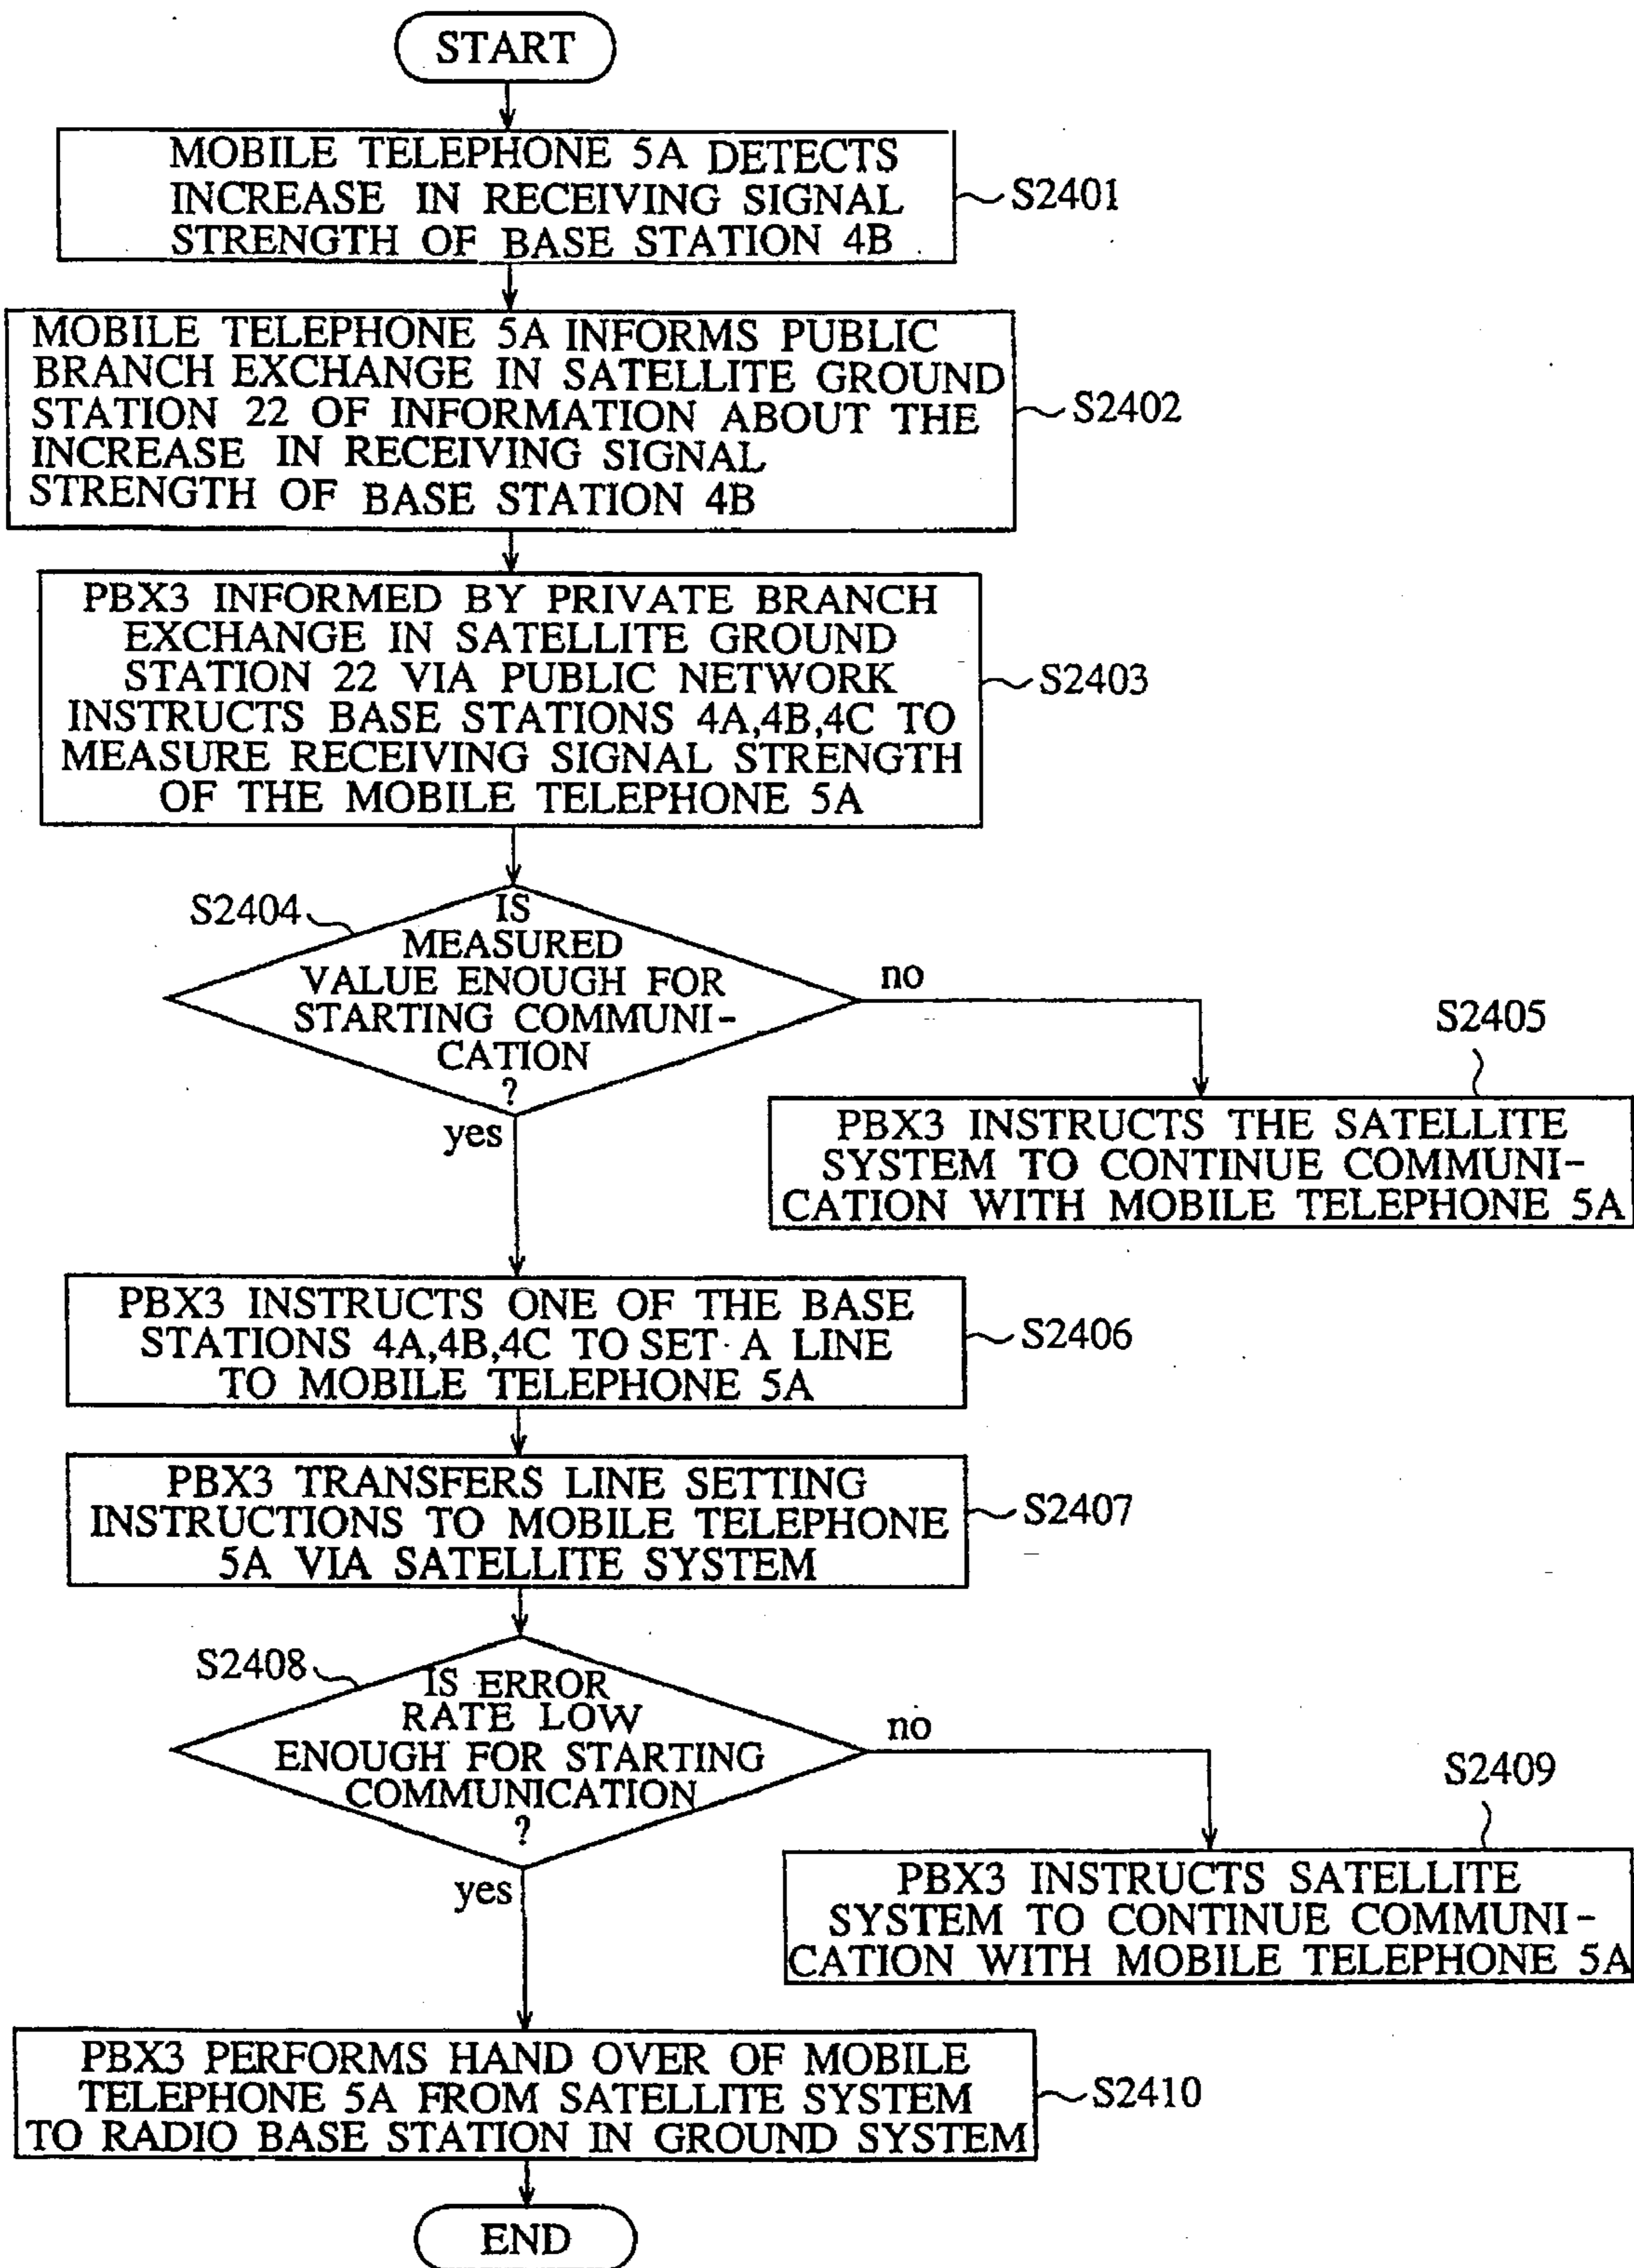 START
MOBILE TELEPHONE 5A DETECTS
INCREASE IN RECEIVING SIGNAL
STRENGTH OF BASE STATION 4B
S2401
MOBILE TELEPHONE 5A INFORMS PUBLIC
BRANCH EXCHANGE IN SATELLITE GROUND
STATION 22 OF INFORMATION ABOUT THE
INCREASE IN RECEIVING SIGNAL
STRENGTH OF BASE STATION 4B
S2402
PBX3 INFORMED BY PRIVATE BRANCH
EXCHANGE IN SATELLITE GROUND
STATION 22 VIA PUBLIC NETWORK
INSTRUCTS BASE STATIONS 4A,4B,4C TO
MEASURE RECEIVING SIGNAL STRENGTH
OF THE MOBILE TELEPHONE 5A
S2403
S2404
IS
MEASURED
VALUE ENOUGH FOR
STARTING COMMUNI-
CATION
?
no
yes
S2405
PBX3 INSTRUCTS THE SATELLITE
SYSTEM TO CONTINUE COMMUNI-
CATION WITH MOBILE TELEPHONE 5A
PBX3 INSTRUCTS ONE OF THE BASE
STATIONS 4A,4B,4C TO SET A LINE
TO MOBILE TELEPHONE 5A
S2406
PBX3 TRANSFERS LINE SETTING
INSTRUCTIONS TO MOBILE TELEPHONE
5A VIA SATELLITE SYSTEM
S2407
S2408
IS ERROR
RATE LOW
ENOUGH FOR STARTING
COMMUNICATION
?
no
yes
S2409
PBX3 INSTRUCTS SATELLITE
SYSTEM TO CONTINUE COMMUNI-
CATION WITH MOBILE TELEPHONE 5A
PBX3 PERFORMS HAND OVER OF MOBILE
TELEPHONE 5A FROM SATELLITE SYSTEM
TO RADIO BASE STATION IN GROUND SYSTEM
S2410
END